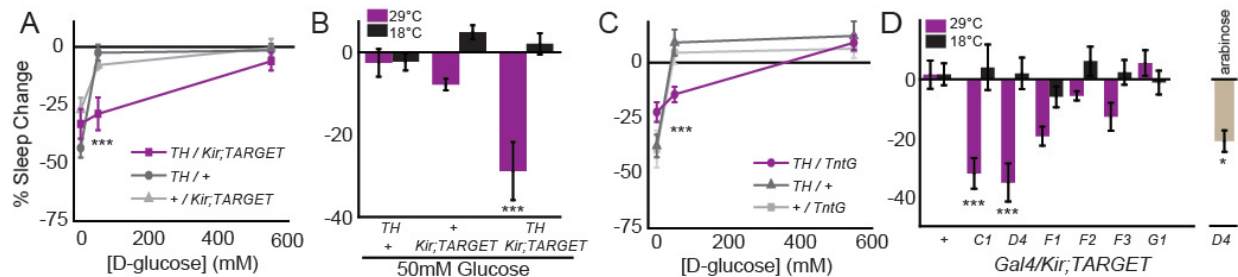 A
% Sleep Change
0
-25
-50
-75
***
TH / Kir;TARGET
TH / +
+ / Kir;TARGET
0 200 400 600
[D-glucose] (mM)
B
29°C
18°C
0
-20
-40
***
TH + TH
+ Kir;TARGET Kir;TARGET
50mM Glucose
C
25
0
-25
-50
-75
***
TH / TntG
TH / +
+ / TntG
0 200 400 600
[D-glucose] (mM)
D
29°C
18°C
0
-20
-40
*** ***
+ C1 D4 F1 F2 F3 G1
Gal4/Kir;TARGET
arabinose
*
D4